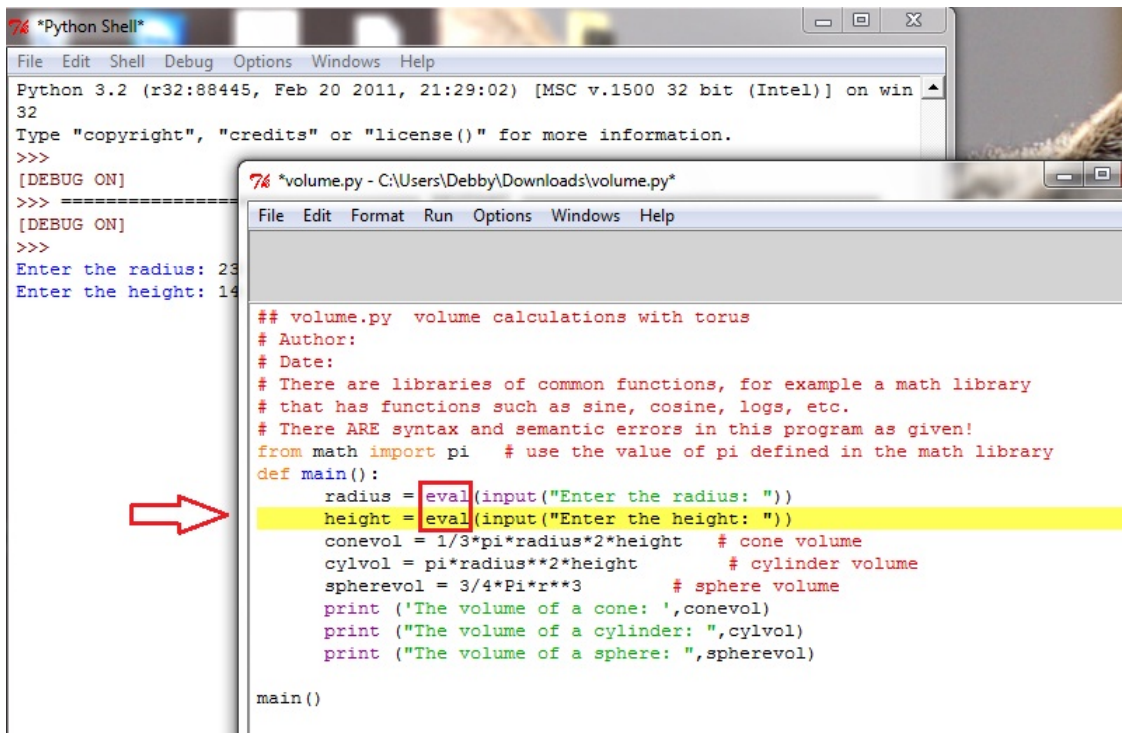 *Python Shell*
File Edit Shell Debug Options Windows Help
Python 3.2 (r32:88445, Feb 20 2011, 21:29:02) [MSC v.1500 32 bit (Intel)] on win
32
Type "copyright", "credits" or "license()" for more information.
>>>
[DEBUG ON]
>>> ================
[DEBUG ON]
>>>
Enter the radius: 23
Enter the height: 14
*volume.py - C:\Users\Debby\Downloads\volume.py*
File Edit Format Run Options Windows Help
## volume.py  volume calculations with torus
# Author:
# Date:
# There are libraries of common functions, for example a math library
# that has functions such as sine, cosine, logs, etc.
# There ARE syntax and semantic errors in this program as given!
from math import pi   # use the value of pi defined in the math library
def main():
      radius = eval(input("Enter the radius: "))
      height = eval(input("Enter the height: "))
      conevol = 1/3*pi*radius*2*height   # cone volume
      cylvol = pi*radius**2*height        # cylinder volume
      spherevol = 3/4*Pi*r**3        # sphere volume
      print ('The volume of a cone: ',conevol)
      print ("The volume of a cylinder: ",cylvol)
      print ("The volume of a sphere: ",spherevol)
main()